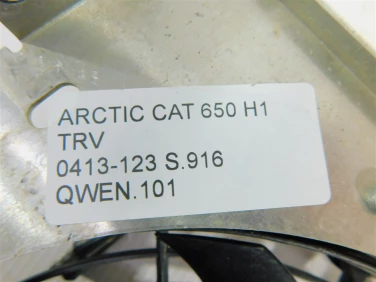 ARCTIC CAT 650 H1
TRV
0413-123 S.916
QWEN.101